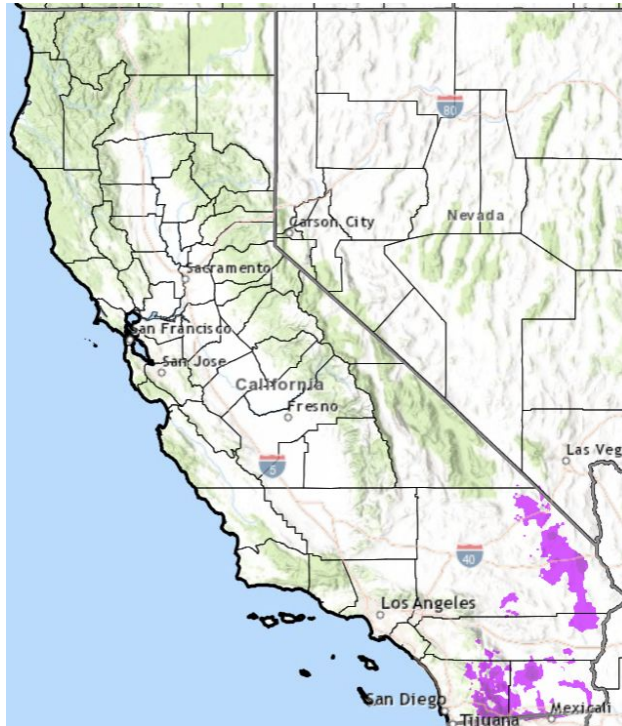 80
Nevada
Carson City
Sacramento
San Francisco
San Jose
California
Fresno
5
Las Veg
40
Los Angeles
San Diego
Mexicali
Tijuana